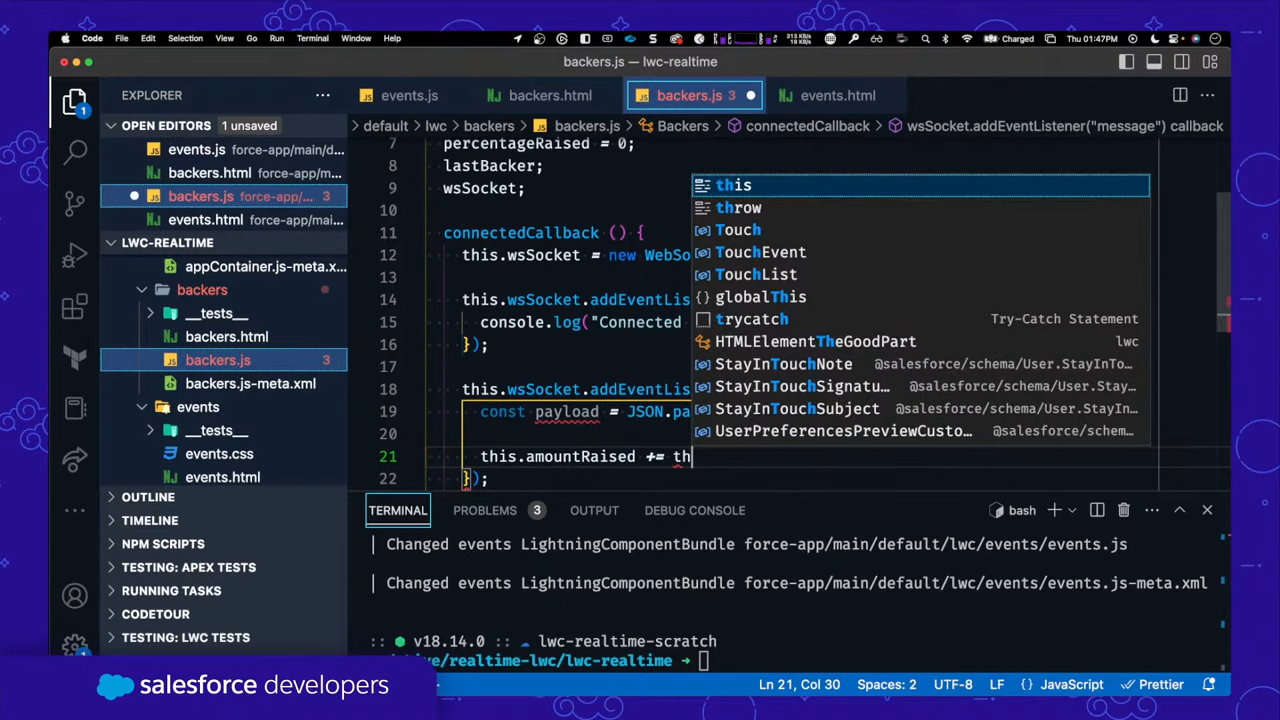 Code File Edit Selection View Go Run Terminal Window Help 313 KB 19 KB Charged Thu 01:47PM
backers.js — lwc-realtime
EXPLORER
events.js backers.html backers.js 3 events.html
OPEN EDITORS 1 unsaved
default lwc backers backers.js Backers connectedCallback wsSocket.addEventListener("message") callback
events.js force-app/main/d...
backers.html force-app/m...
backers.js force-app/... 3
events.html force-app/mai...
LWC-REALTIME
appContainer.js-meta.x...
backers
__tests__
backers.html
backers.js 3
backers.js-meta.xml
events
__tests__
events.css
events.html
OUTLINE
TIMELINE
NPM SCRIPTS
TESTING: APEX TESTS
RUNNING TASKS
CODETOUR
TESTING: LWC TESTS
7 percentageRaised = 0;
8 lastBacker;
9 wsSocket;
10
11 connectedCallback () {
12 this.wsSocket = new WebSo
13
14 this.wsSocket.addEventLis
15 console.log("Connected
16 });
17
18 this.wsSocket.addEventLis
19 const payload = JSON.pa
20
21 this.amountRaised += th
22 });
this
throw
Touch
TouchEvent
TouchList
globalThis
trycatch Try-Catch Statement
HTMLElementTheGoodPart lwc
StayInTouchNote @salesforce/schema/User.StayInTo...
StayInTouchSignatu... @salesforce/schema/User.Sta...
StayInTouchSubject @salesforce/schema/User.StayIn...
UserPreferencesPreviewCusto... @salesforce/schem...
TERMINAL PROBLEMS 3 OUTPUT DEBUG CONSOLE bash
| Changed events LightningComponentBundle force-app/main/default/lwc/events/events.js
| Changed events LightningComponentBundle force-app/main/default/lwc/events/events.js-meta.xml
:: v18.14.0 :: lwc-realtime-scratch
/realtime-lwc/lwc-realtime →
Ln 21, Col 30 Spaces: 2 UTF-8 LF {} JavaScript Prettier
salesforce developers
1